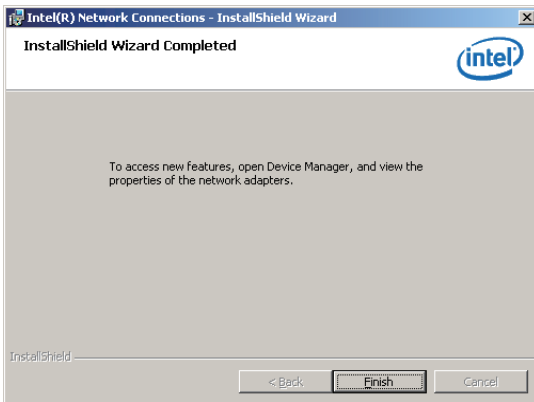 Intel(R) Network Connections - InstallShield Wizard
InstallShield Wizard Completed
intel
To access new features, open Device Manager, and view the
properties of the network adapters.
InstallShield
< Back
Finish
Cancel